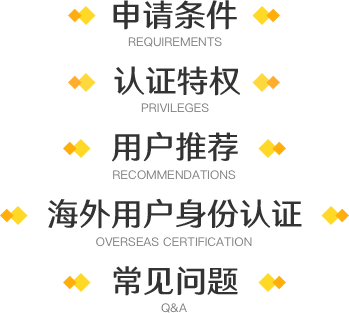 申请条件
REQUIREMENTS
认证特权
PRIVILEGES
用户推荐
RECOMMENDATIONS
海外用户身份认证
OVERSEAS CERTIFICATION
常见问题
Q&A